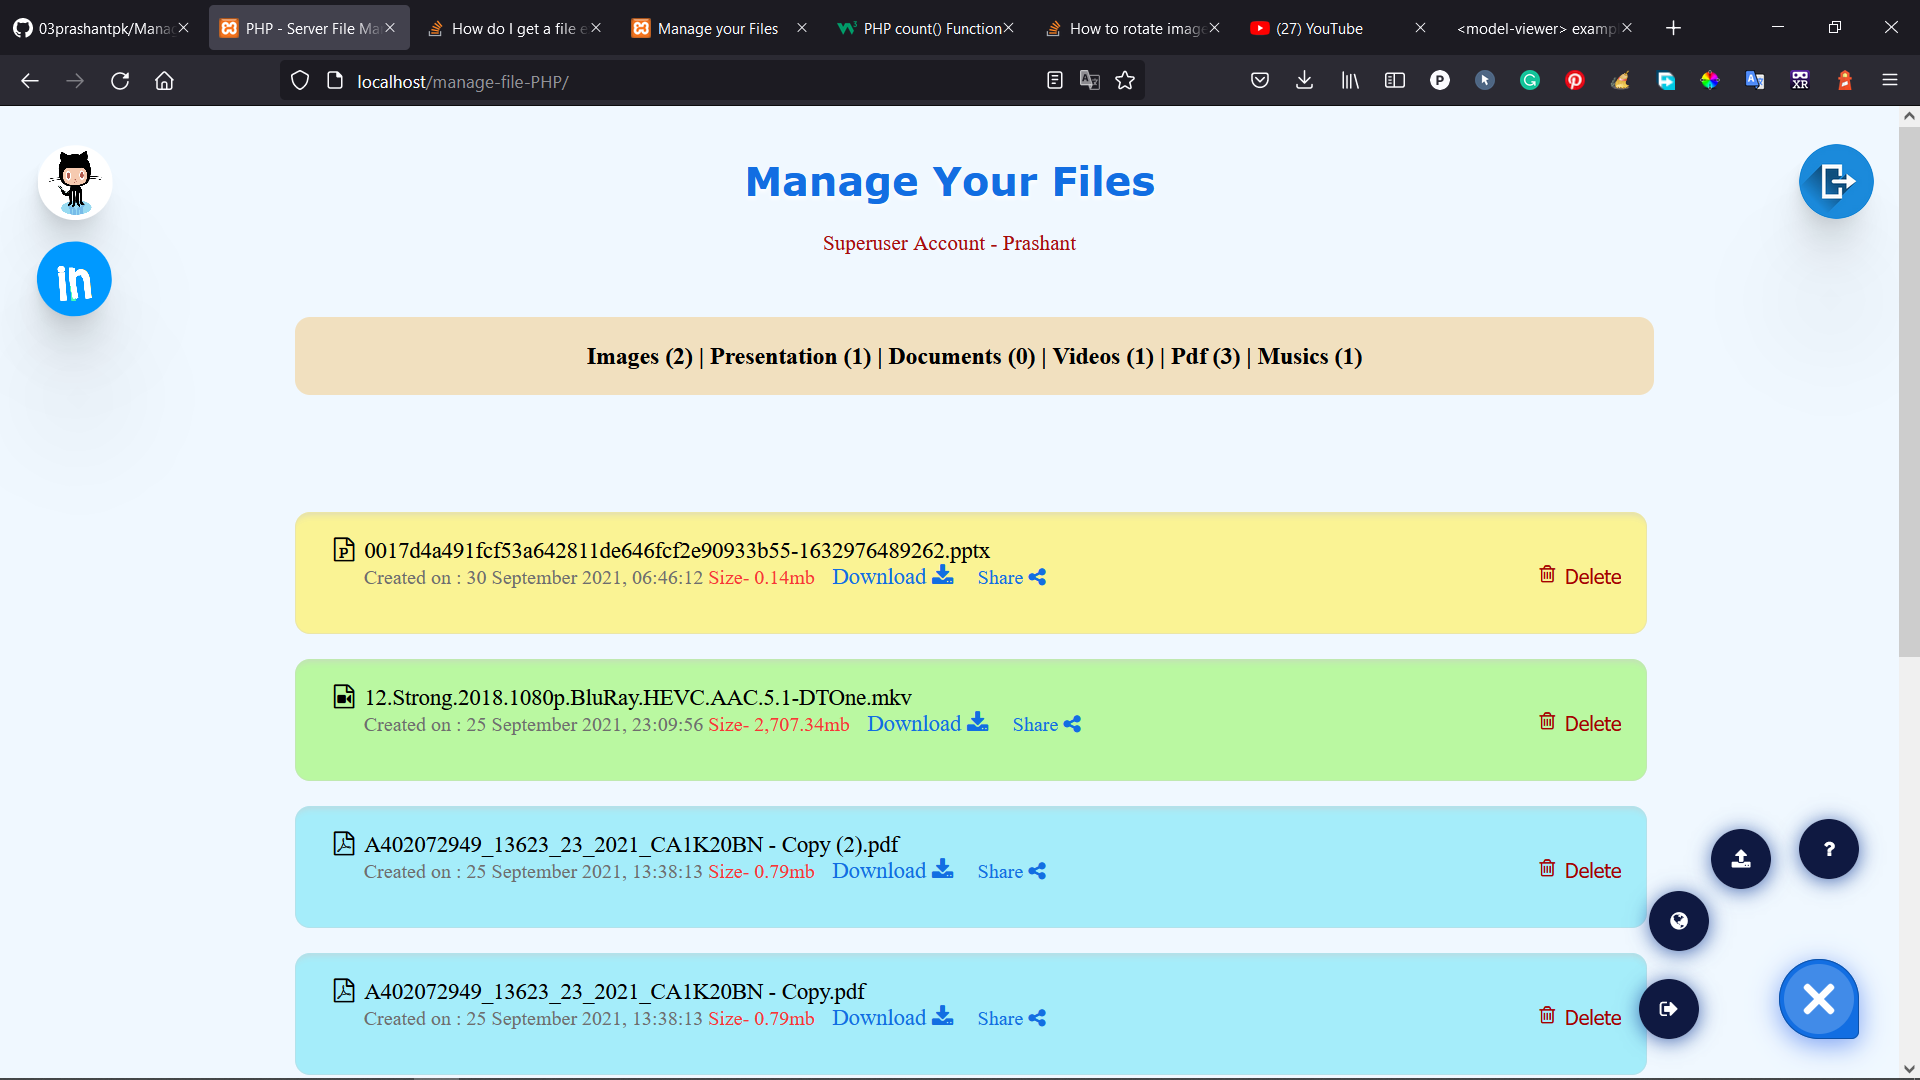 03prashantpk/Mana
PHP - Server File Ma
How do I get a file e
Manage your Files
PHP count() Function
How to rotate image
(27) YouTube
<model-viewer> examp
localhost/manage-file-PHP/
Manage Your Files
Superuser Account - Prashant
Images (2) | Presentation (1) | Documents (0) | Videos (1) | Pdf (3) | Musics (1)
0017d4a491fcf53a642811de646fcf2e90933b55-1632976489262.pptx
Created on : 30 September 2021, 06:46:12 Size- 0.14mb Download Share Delete
12.Strong.2018.1080p.BluRay.HEVC.AAC.5.1-DTOne.mkv
Created on : 25 September 2021, 23:09:56 Size- 2,707.34mb Download Share Delete
A402072949_13623_23_2021_CA1K20BN - Copy (2).pdf
Created on : 25 September 2021, 13:38:13 Size- 0.79mb Download Share Delete
A402072949_13623_23_2021_CA1K20BN - Copy.pdf
Created on : 25 September 2021, 13:38:13 Size- 0.79mb Download Share Delete